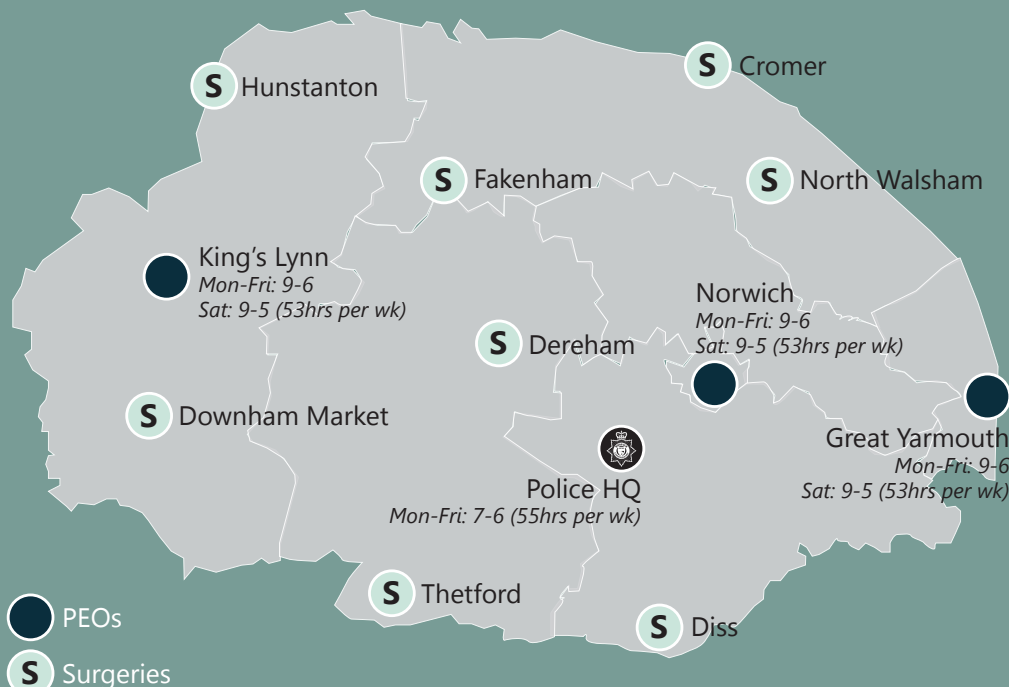 S Cromer
S Hunstanton
S Fakenham
S North Walsham
King's Lynn
Mon-Fri: 9-6
Sat: 9-5 (53hrs per wk)
Norwich
Mon-Fri: 9-6
Sat: 9-5 (53hrs per wk)
S Dereham
S Downham Market
Great Yarmouth
Mon-Fri: 9-6
Sat: 9-5 (53hrs per wk)
Police HQ
Mon-Fri: 7-6 (55hrs per wk)
S Thetford
S Diss
PEOs
S Surgeries